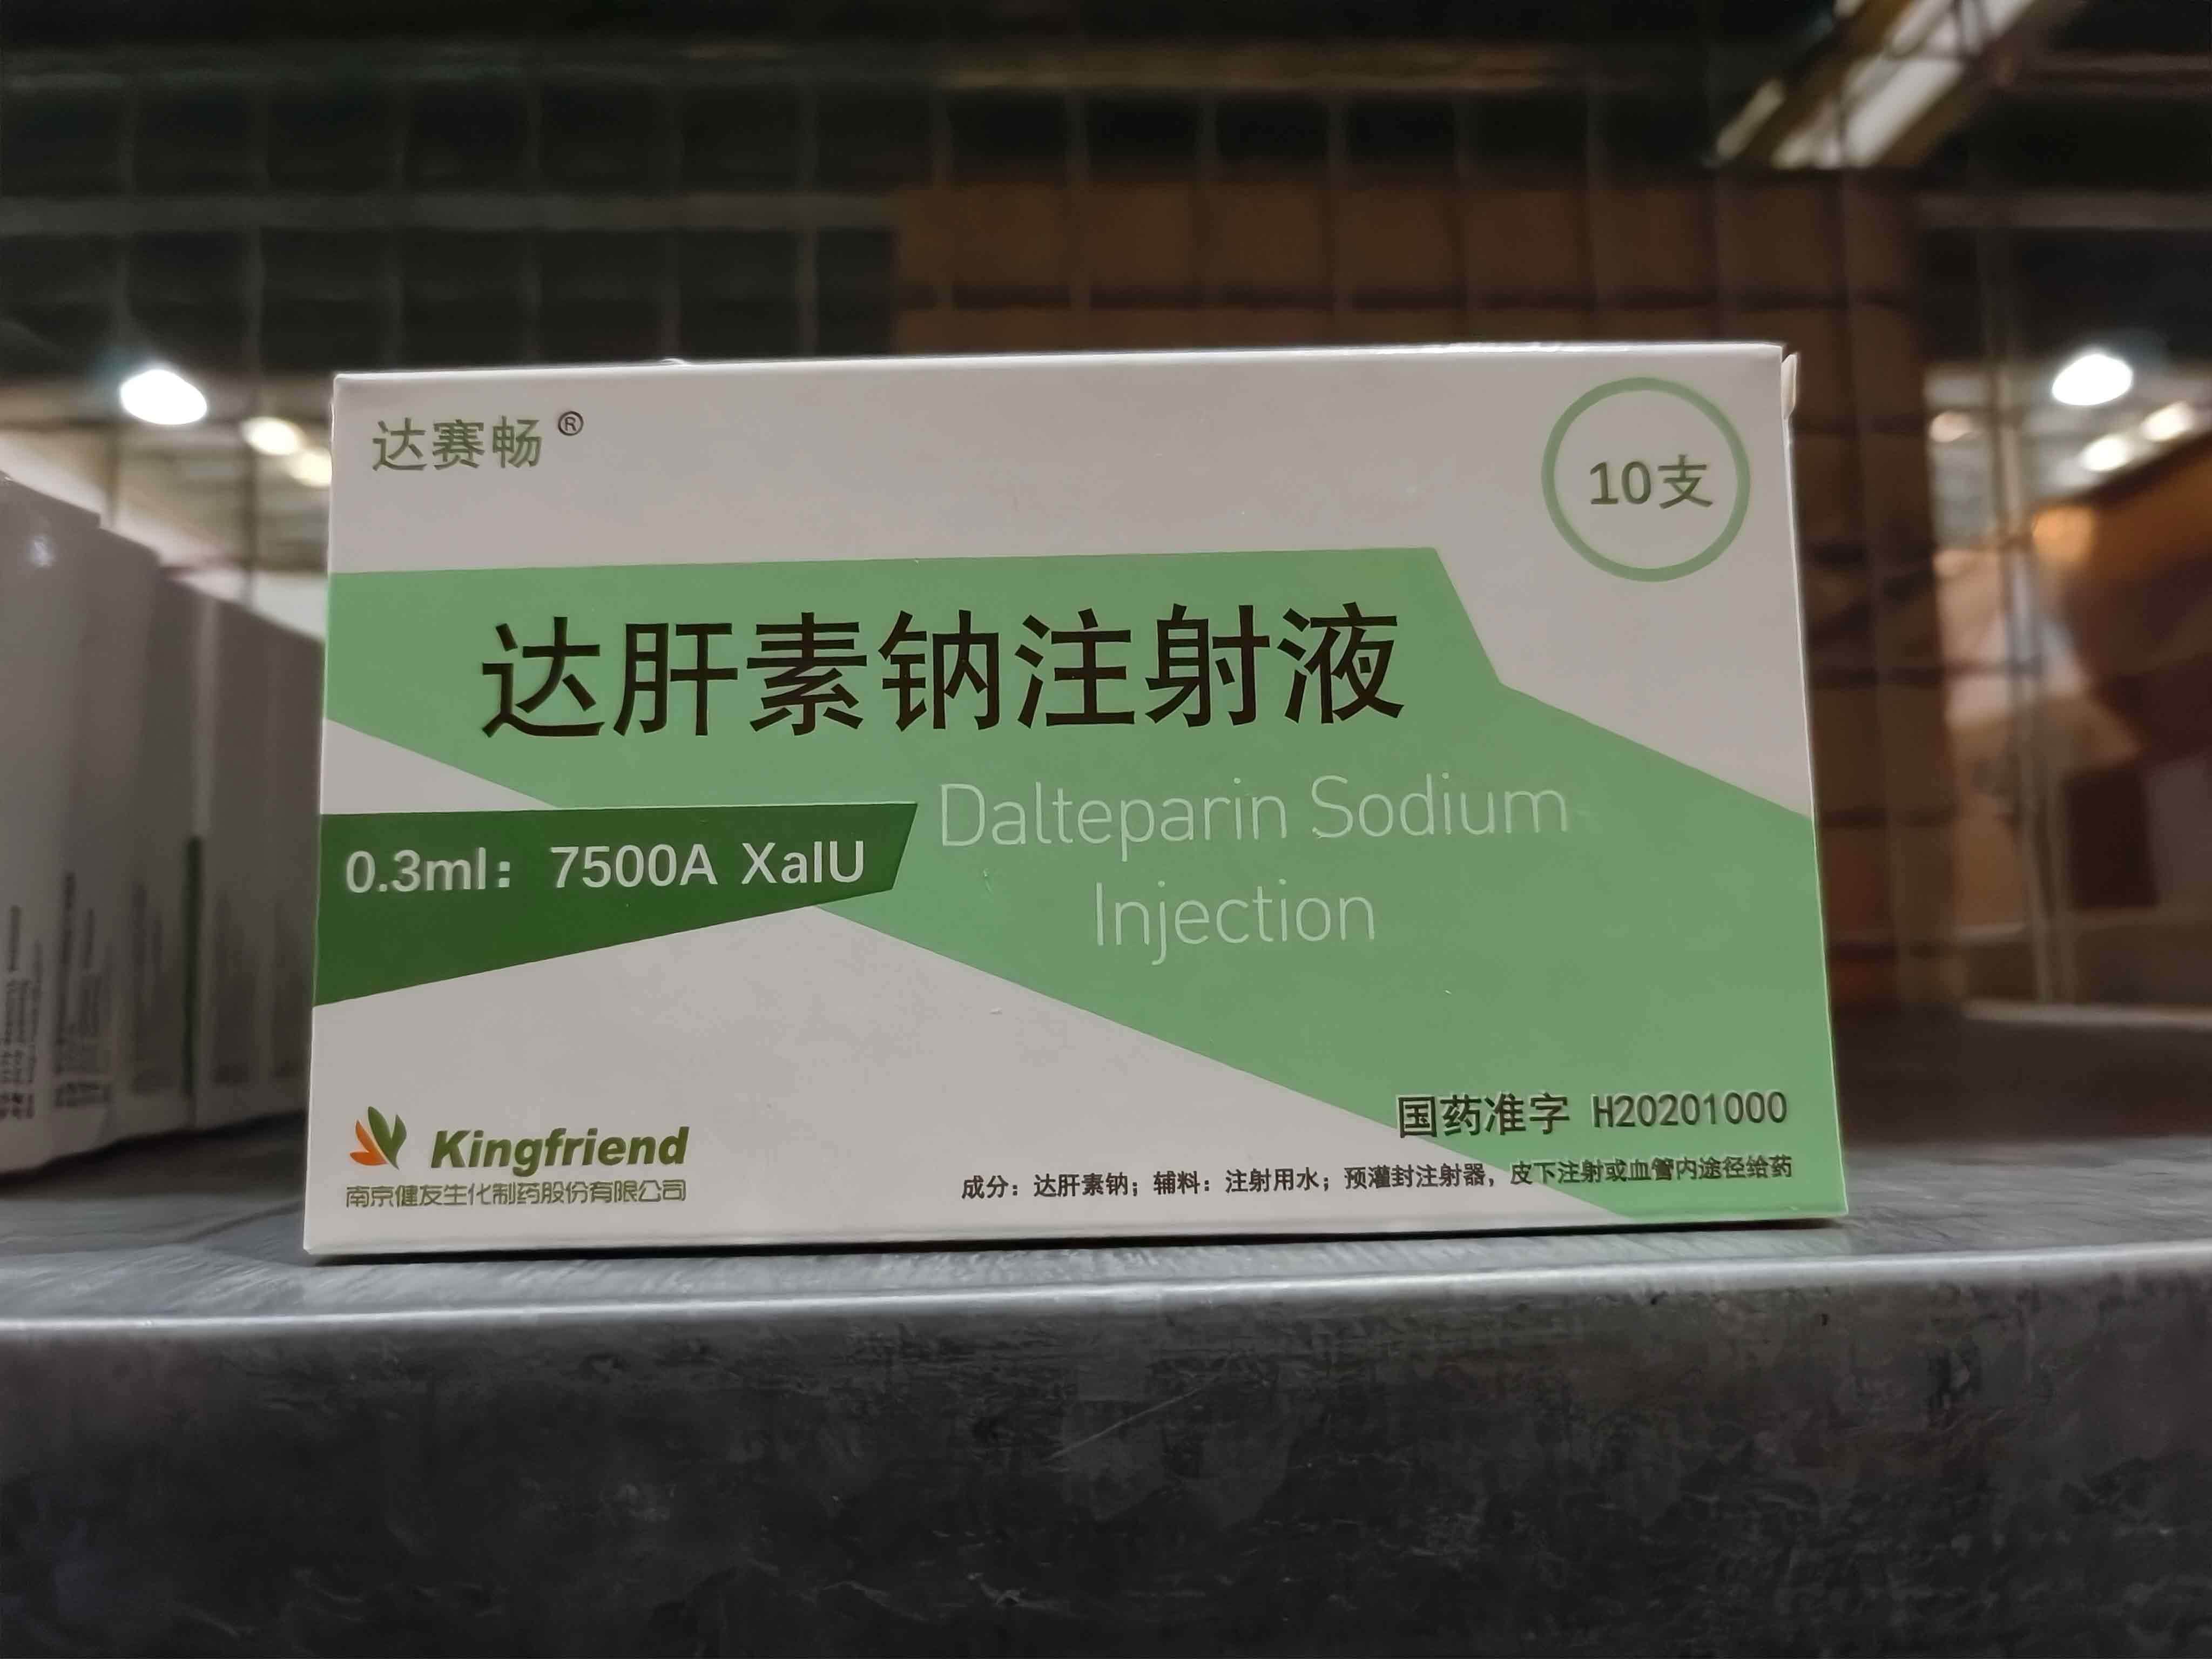 达赛畅®
10支
达肝素钠注射液
Dalteparin Sodium
Injection
0.3ml：7500A XaIU
国药准字 H20201000
Kingfriend
南京健友生化制药股份有限公司
成分：达肝素钠；辅料：注射用水；预灌封注射器，皮下注射或血管内途径给药